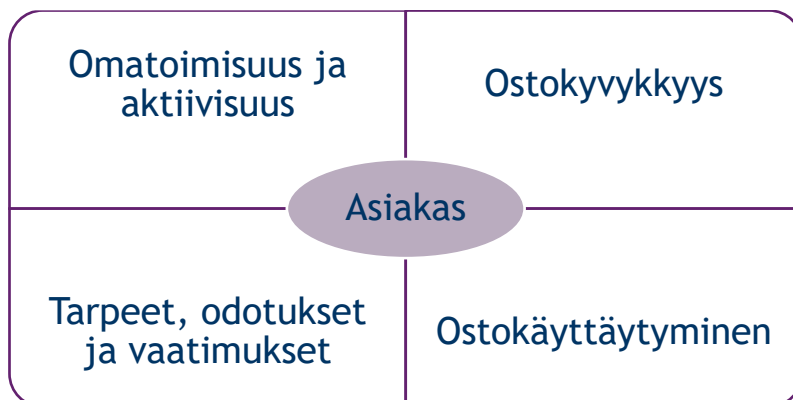 Omatoimisuus ja
aktiivisuus
Ostokyvykkyys
Asiakas
Tarpeet, odotukset
ja vaatimukset
Ostokäyttäytyminen